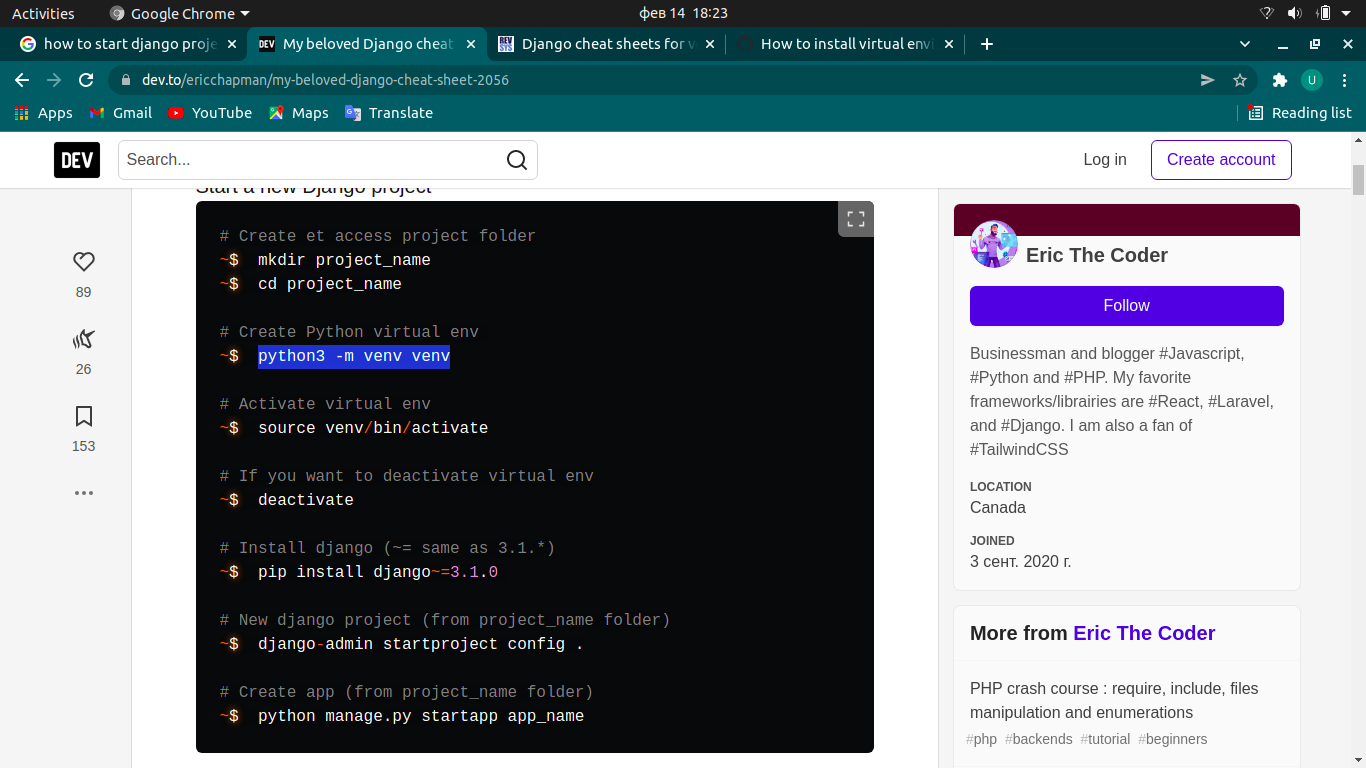 Activities
Google Chrome
фев 14 18:23
how to start django proje
My beloved Django cheat
Django cheat sheets for v
How to install virtual envi
dev.to/ericchapman/my-beloved-django-cheat-sheet-2056
U
Apps
Gmail
YouTube
Maps
Translate
Reading list
DEV
Search...
Log in
Create account
Start a new Django project
# Create et access project folder
~$ mkdir project_name
~$ cd project_name
# Create Python virtual env
~$ python3 -m venv venv
# Activate virtual env
~$ source venv/bin/activate
# If you want to deactivate virtual env
~$ deactivate
# Install django (~= same as 3.1.*)
~$ pip install django~=3.1.0
# New django project (from project_name folder)
~$ django-admin startproject config .
# Create app (from project_name folder)
~$ python manage.py startapp app_name
89
26
153
Eric The Coder
Follow
Businessman and blogger #Javascript,
#Python and #PHP. My favorite
frameworks/librairies are #React, #Laravel,
and #Django. I am also a fan of
#TailwindCSS
LOCATION
Canada
JOINED
3 сент. 2020 г.
More from Eric The Coder
PHP crash course : require, include, files
manipulation and enumerations
#php #backends #tutorial #beginners